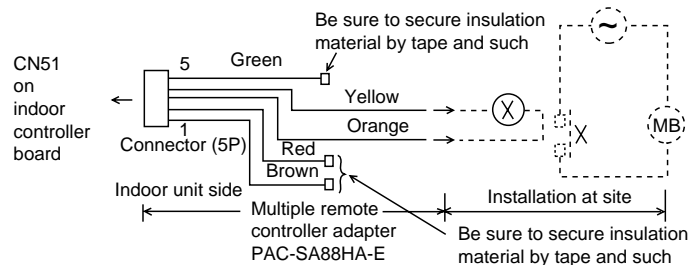 Be sure to secure insulation
material by tape and such
CN51
on
indoor
controller
board
5
Green
Yellow
Orange
1
Connector (5P)
Red
Brown
X
X
~
MB
Indoor unit side
Installation at site
Multiple remote
controller adapter
PAC-SA88HA-E
Be sure to secure insulation
material by tape and such